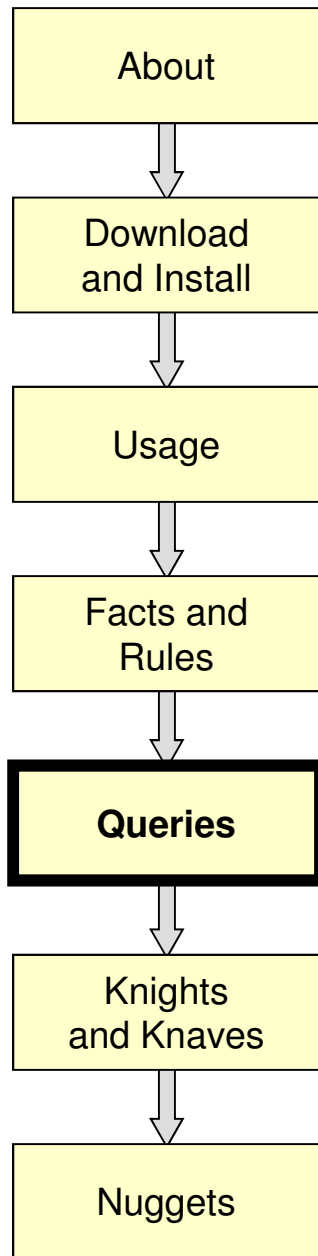 About
Download
and Install
Usage
Facts and
Rules
Queries
Knights
and Knaves
Nuggets